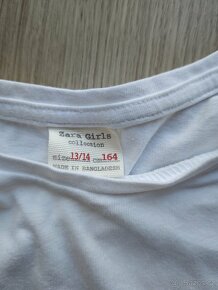 Zara Girls
collection
size 13/14 cm 164
MADE IN BANGLADESH